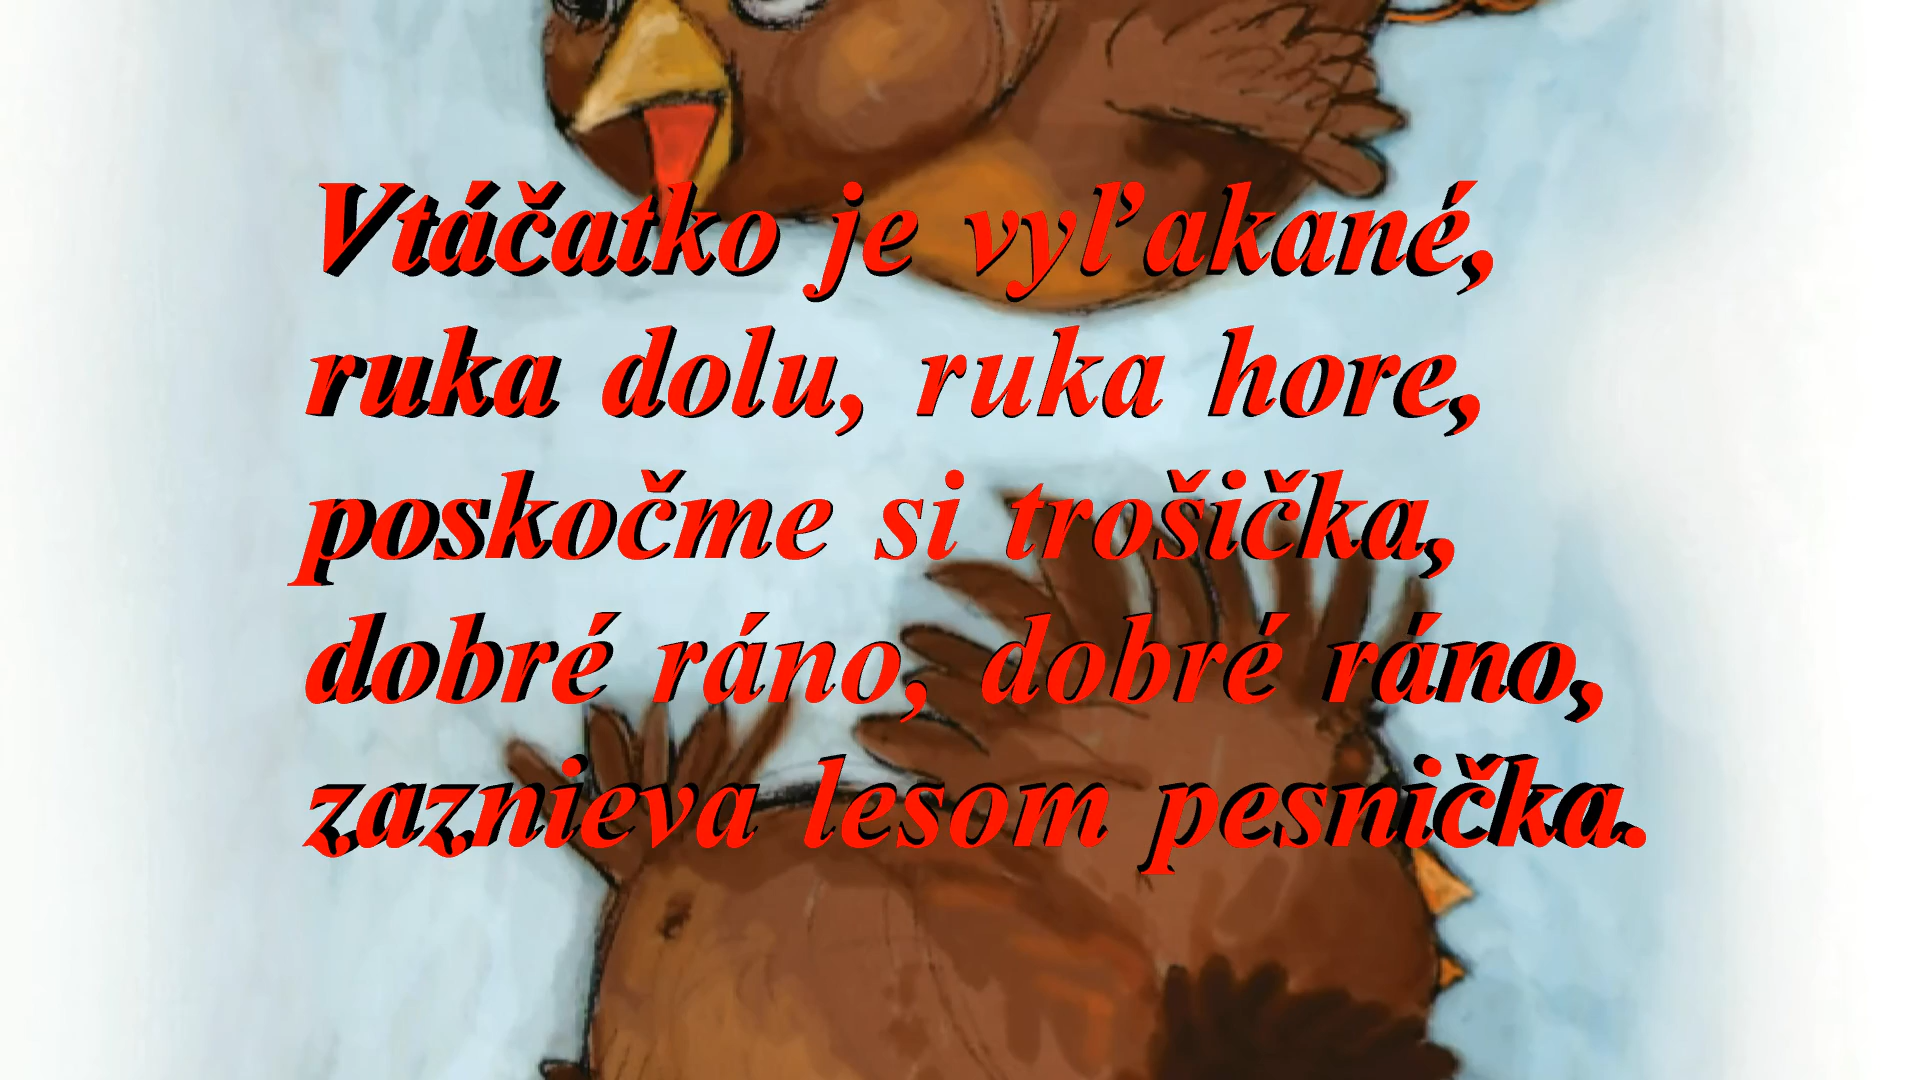 Vtáčatko je vyľakané,
ruka dolu, ruka hore,
poskočme si trošička,
dobré ráno, dobré ráno,
zaznieva lesom pesnička.